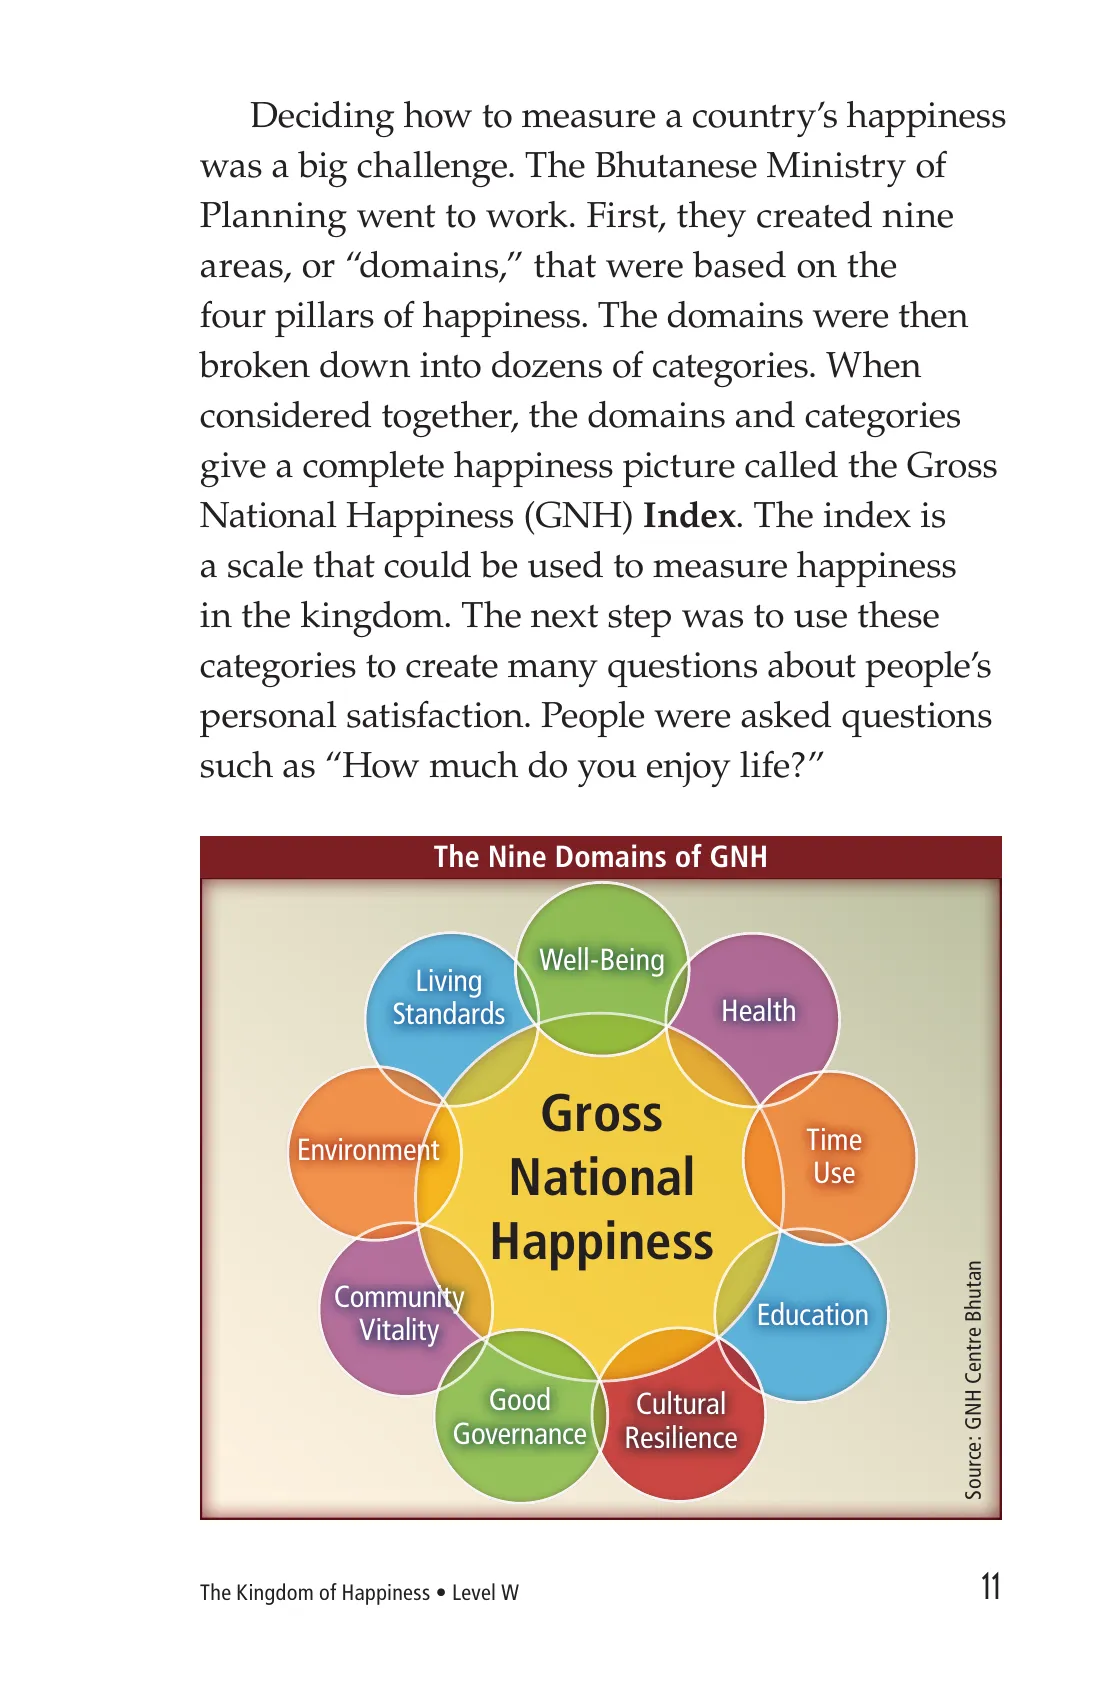 Deciding how to measure a country’s happiness
was a big challenge. The Bhutanese Ministry of
Planning went to work. First, they created nine
areas, or “domains,” that were based on the
four pillars of happiness. The domains were then
broken down into dozens of categories. When
considered together, the domains and categories
give a complete happiness picture called the Gross
National Happiness (GNH) Index. The index is
a scale that could be used to measure happiness
in the kingdom. The next step was to use these
categories to create many questions about people’s
personal satisfaction. People were asked questions
such as “How much do you enjoy life?”
The Nine Domains of GNH
Well-Being
Living
Standards
Health
Gross
National
Happiness
Environment
Time
Use
Community
Vitality
Education
Good
Governance
Cultural
Resilience
Source: GNH Centre Bhutan
The Kingdom of Happiness • Level W
11